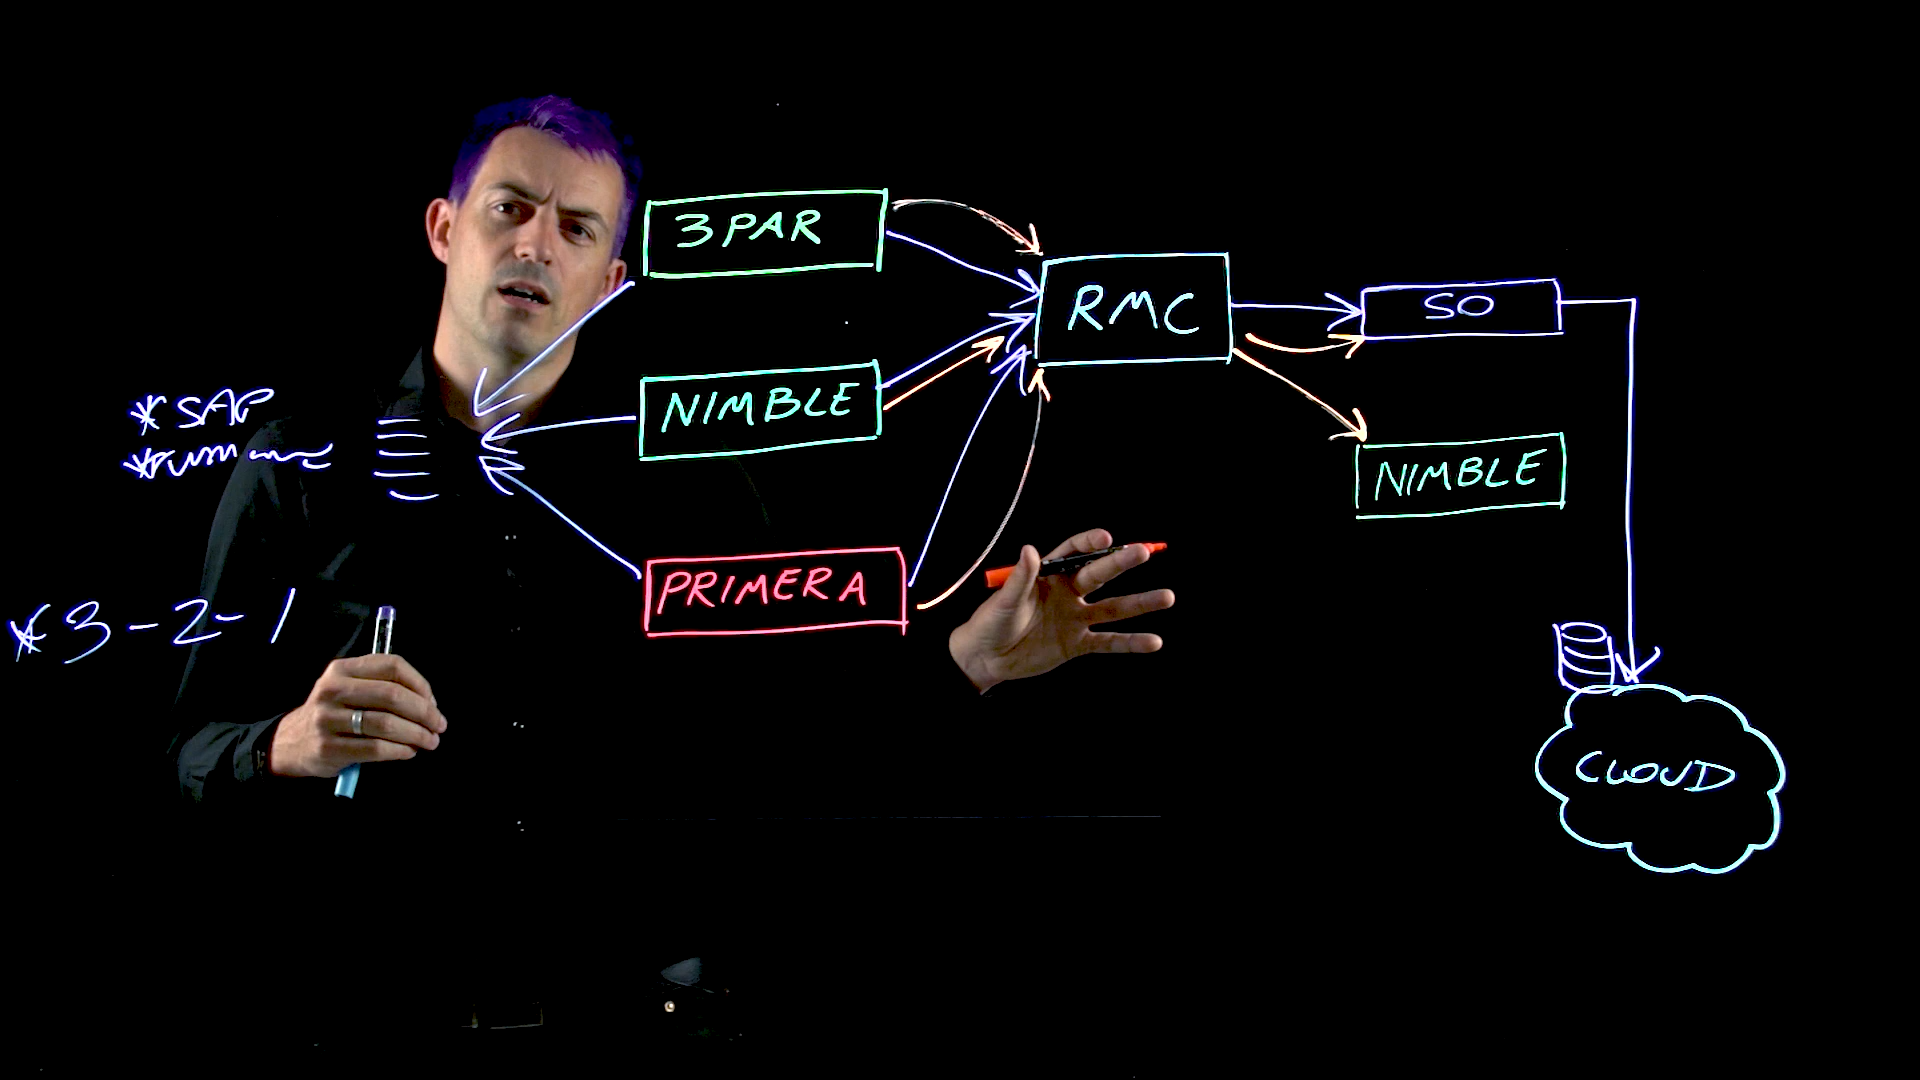 3PAR
RMC
SO
* SAP
NIMBLE
NIMBLE
PRIMERA
* 3-2-1
CLOUD